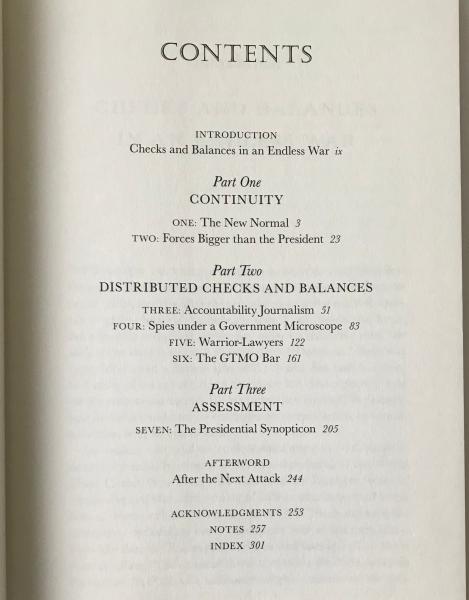 CONTENTS
INTRODUCTION
Checks and Balances in an Endless War ix
Part One
CONTINUITY
ONE: The New Normal 3
TWO: Forces Bigger than the President 23
Part Two
DISTRIBUTED CHECKS AND BALANCES
THREE: Accountability Journalism 51
FOUR: Spies under a Government Microscope 83
FIVE: Warrior-Lawyers 122
SIX: The GTMO Bar 161
Part Three
ASSESSMENT
SEVEN: The Presidential Synopticon 205
AFTERWORD
After the Next Attack 244
ACKNOWLEDGMENTS 253
NOTES 257
INDEX 301